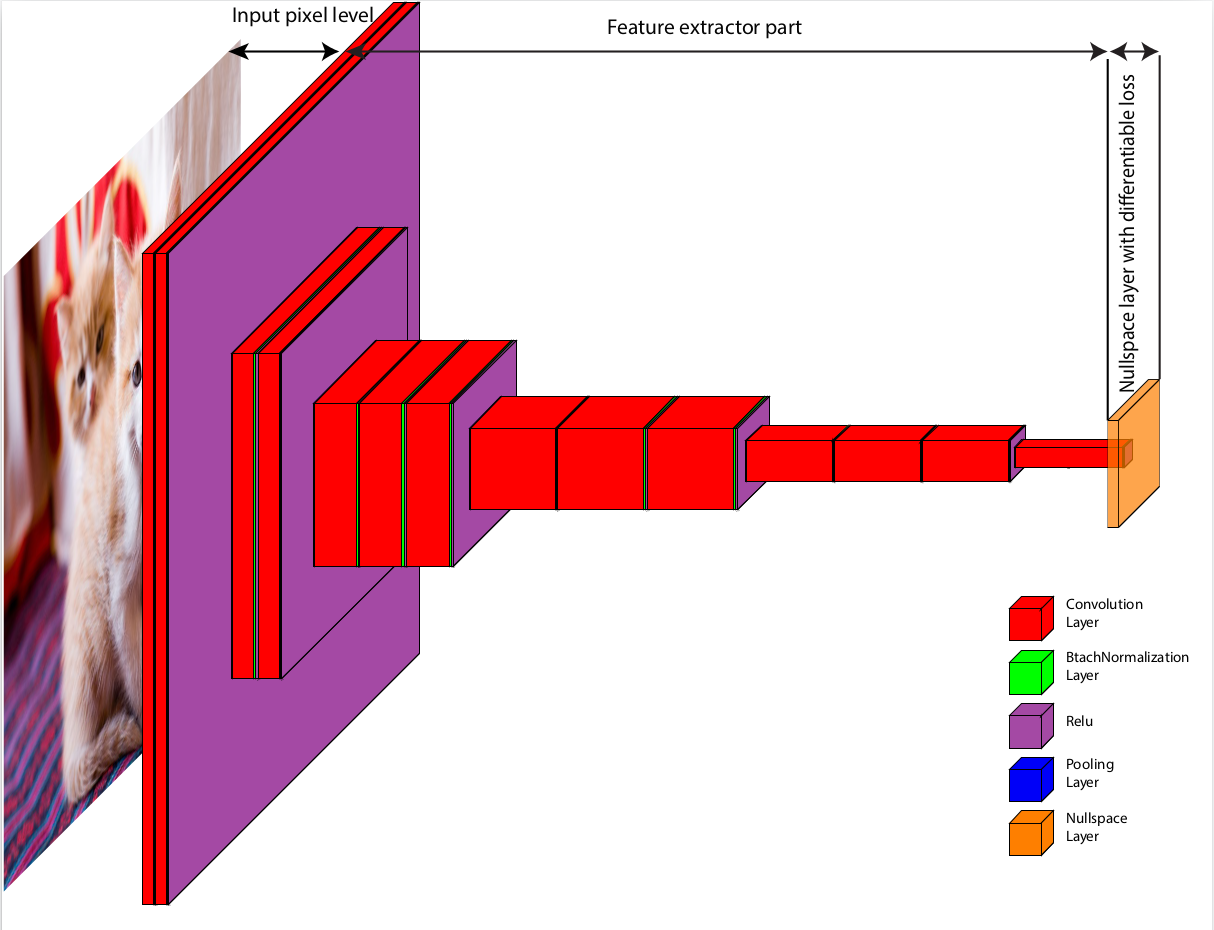 Input pixel level
Feature extractor part
Nullspace layer with differentiable loss
Convolution
Layer
BtachNormalization
Layer
Relu
Pooling
Layer
Nullspace
Layer